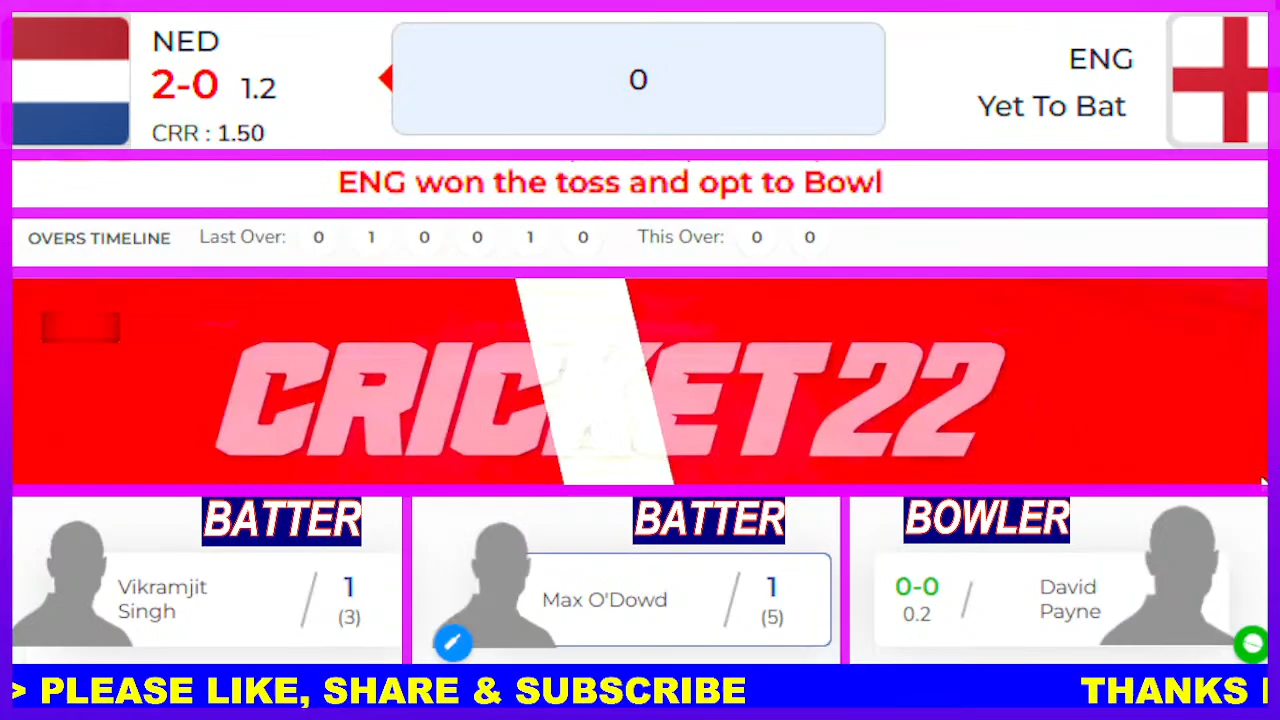 NED
2-0 1.2
CRR : 1.50
0
ENG
Yet To Bat
ENG won the toss and opt to Bowl
OVERS TIMELINE Last Over: 0 1 0 0 1 0 This Over: 0 0
CRICKET 22
BATTER
Vikramjit
Singh
1
(3)
BATTER
Max O'Dowd
1
(5)
BOWLER
0-0
0.2
David
Payne
> PLEASE LIKE, SHARE & SUBSCRIBE THANKS